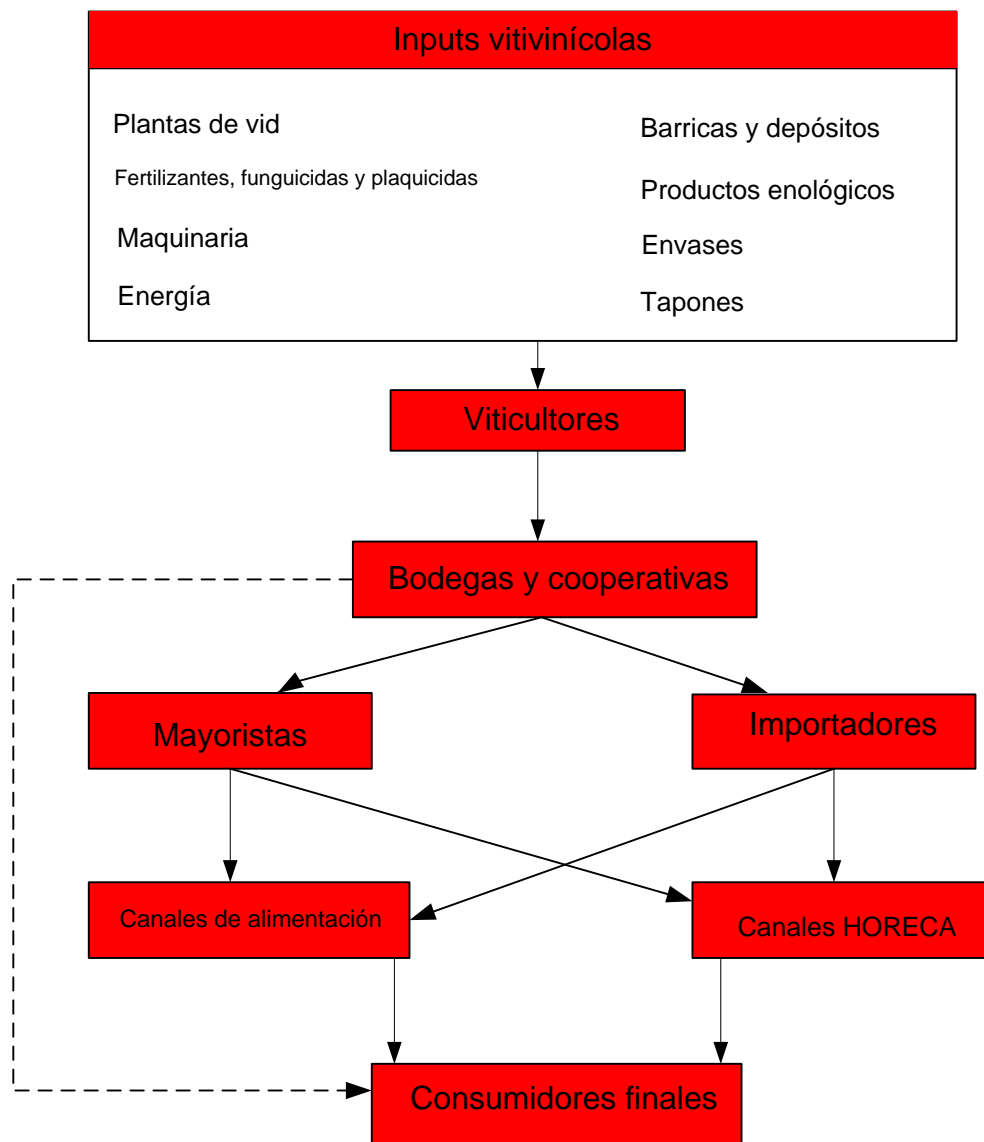 Inputs vitivinícolas
Plantas de vid
Fertilizantes, funguicidas y plaquicidas
Maquinaria
Energía
Barricas y depósitos
Productos enológicos
Envases
Tapones
Viticultores
Bodegas y cooperativas
Mayoristas
Importadores
Canales de alimentación
Canales HORECA
Consumidores finales